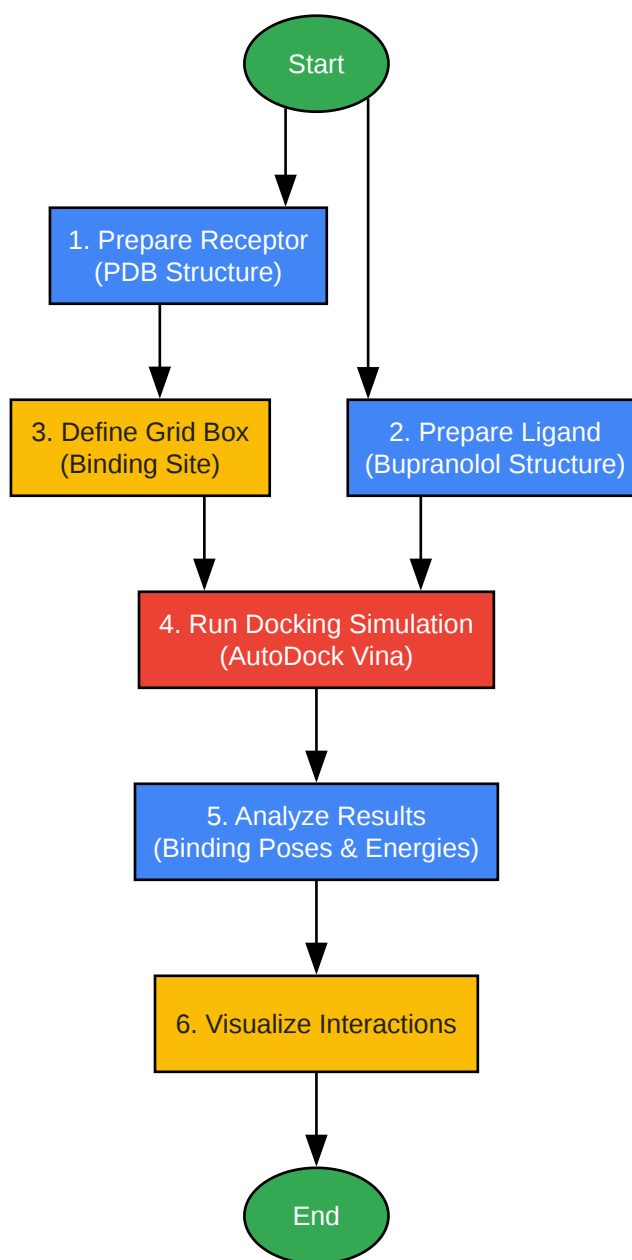 Start
1. Prepare Receptor
(PDB Structure)
3. Define Grid Box
(Binding Site)
2. Prepare Ligand
(Bupranolol Structure)
4. Run Docking Simulation
(AutoDock Vina)
5. Analyze Results
(Binding Poses & Energies)
6. Visualize Interactions
End